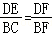 DE/BC = DF/BF